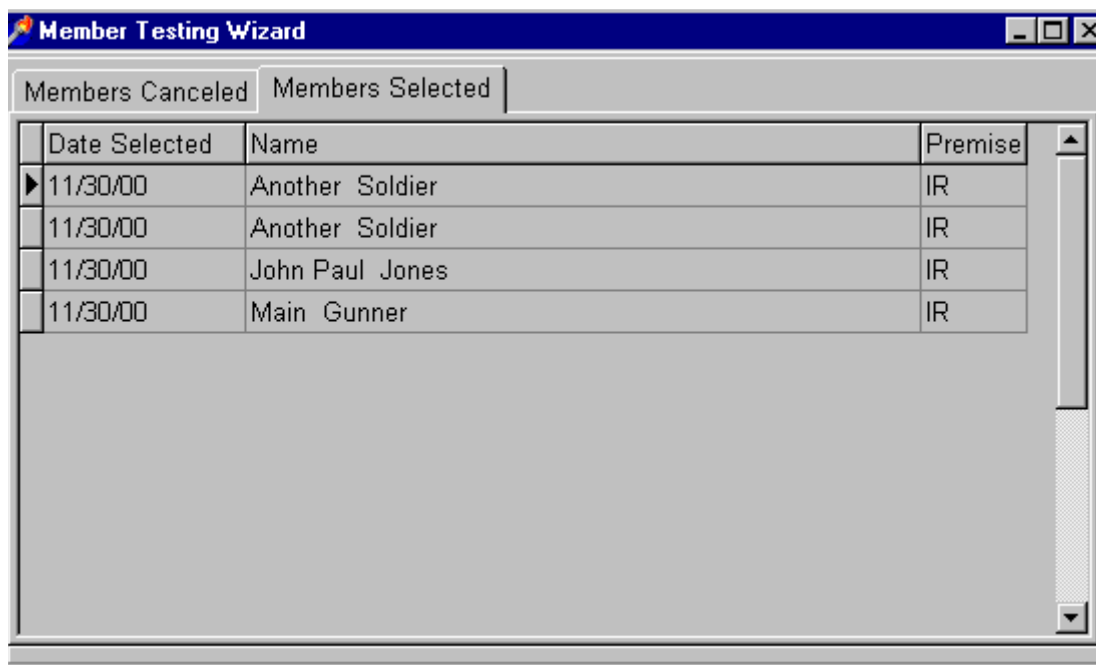 Member Testing Wizard
Members Canceled Members Selected
Date Selected Name Premise
11/30/00 Another  Soldier IR
11/30/00 Another  Soldier IR
11/30/00 John Paul  Jones IR
11/30/00 Main  Gunner IR